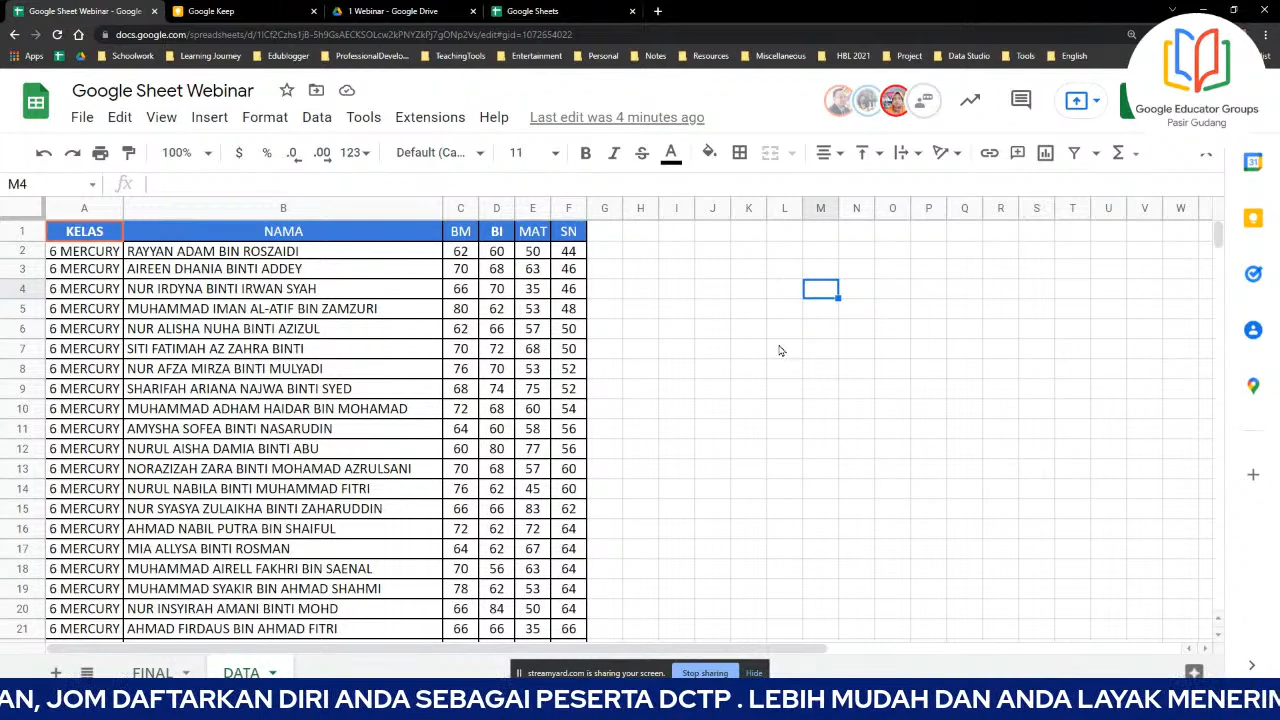 Google Sheet Webinar - Google
Google Keep
1 Webinar - Google Drive
Google Sheets
docs.google.com/spreadsheets/d/1lCf2Czhs1jB-5h9GsAECKSOLcw2kPNYZkPj7gONp2Vs/edit#gid=1072654022
Apps
Schoolwork
Learning Journey
Edublogger
ProfessionalDevelo...
TeachingTools
Entertainment
Personal
Notes
Resources
Miscellaneous
HBL 2021
Project
Data Studio
Tools
English
Google Sheet Webinar
File Edit View Insert Format Data Tools Extensions Help Last edit was 4 minutes ago
Google Educator Groups
Pasir Gudang
100% $ % .0 .00 123 Default (Ca... 11 B I S A
M4 fx
A B C D E F G H I J K L M N O P Q R S T U V W
1 KELAS NAMA BM BI MAT SN
2 6 MERCURY RAYYAN ADAM BIN ROSZAIDI 62 60 50 44
3 6 MERCURY AIREEN DHANIA BINTI ADDEY 70 68 63 46
4 6 MERCURY NUR IRDYNA BINTI IRWAN SYAH 66 70 35 46
5 6 MERCURY MUHAMMAD IMAN AL-ATIF BIN ZAMZURI 80 62 53 48
6 6 MERCURY NUR ALISHA NUHA BINTI AZIZUL 62 66 57 50
7 6 MERCURY SITI FATIMAH AZ ZAHRA BINTI 70 72 68 50
8 6 MERCURY NUR AFZA MIRZA BINTI MULYADI 76 70 53 52
9 6 MERCURY SHARIFAH ARIANA NAJWA BINTI SYED 68 74 75 52
10 6 MERCURY MUHAMMAD ADHAM HAIDAR BIN MOHAMAD 72 68 60 54
11 6 MERCURY AMYSHA SOFEA BINTI NASARUDIN 64 60 58 56
12 6 MERCURY NURUL AISHA DAMIA BINTI ABU 60 80 77 56
13 6 MERCURY NORAZIZAH ZARA BINTI MOHAMAD AZRULSANI 70 68 57 60
14 6 MERCURY NURUL NABILA BINTI MUHAMMAD FITRI 76 62 45 60
15 6 MERCURY NUR SYASYA ZULAIKHA BINTI ZAHARUDDIN 66 66 83 62
16 6 MERCURY AHMAD NABIL PUTRA BIN SHAIFUL 72 62 72 64
17 6 MERCURY MIA ALLYSA BINTI ROSMAN 64 62 67 64
18 6 MERCURY MUHAMMAD AIRELL FAKHRI BIN SAENAL 70 56 63 64
19 6 MERCURY MUHAMMAD SYAKIR BIN AHMAD SHAHMI 78 62 53 64
20 6 MERCURY NUR INSYIRAH AMANI BINTI MOHD 66 84 50 64
21 6 MERCURY AHMAD FIRDAUS BIN AHMAD FITRI 66 66 35 66
FINAL DATA
streamyard.com is sharing your screen. Stop sharing Hide
AN, JOM DAFTARKAN DIRI ANDA SEBAGAI PESERTA DCTP . LEBIH MUDAH DAN ANDA LAYAK MENERIM